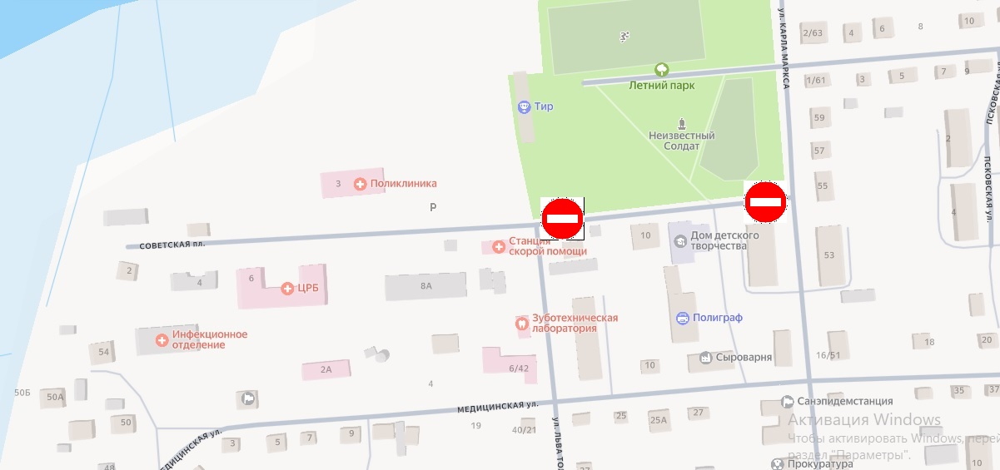 ул. КАРЛА МАРКСА
2/63
4
6
8
10
Летний парк
1/61
3
5
7
9
ПСКОВСКАЯ
Тир
Неизвестный
Солдат
59
57
55
2
4
ПСКОВСКАЯ ул.
3
Поликлиника
P
СОВЕТСКАЯ пл.
Станция
скорой помощи
10
Дом детского
творчества
53
2
4
6
ЦРБ
8А
Зуботехническая
лаборатория
Полиграф
Инфекционное
отделение
54
2А
6/42
10
Сыроварня
16/51
18
20
4
50Б
50А
50
48
МЕДИЦИНСКАЯ ул.
МЕДИЦИНСКАЯ ул.
3
5
7
9
19
40/21
ул. ЛЬВА ТО
23
25
25А
27
35
37
Санэпидемстанция
Активация Windows
Чтобы активировать Windows, перей
раздел "Параметры".
Прокуратура